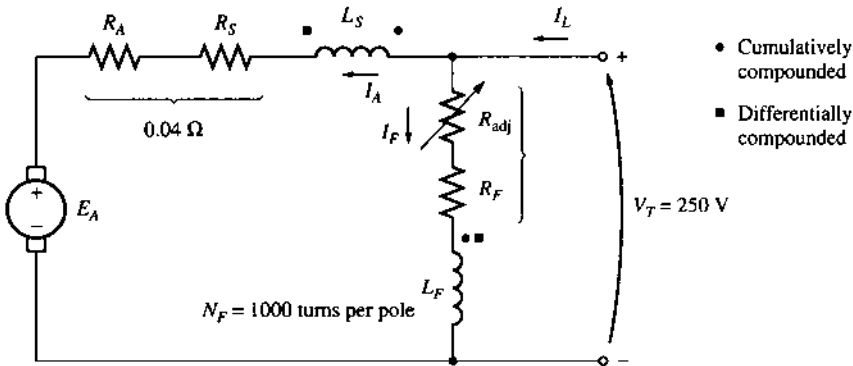 R_A
R_S
L_S
I_L
+
I_A
0.04 Ω
I_F
R_adj
R_F
+
E_A
−
L_F
N_F = 1000 turns per pole
V_T = 250 V
−
• Cumulatively
compounded
■ Differentially
compounded